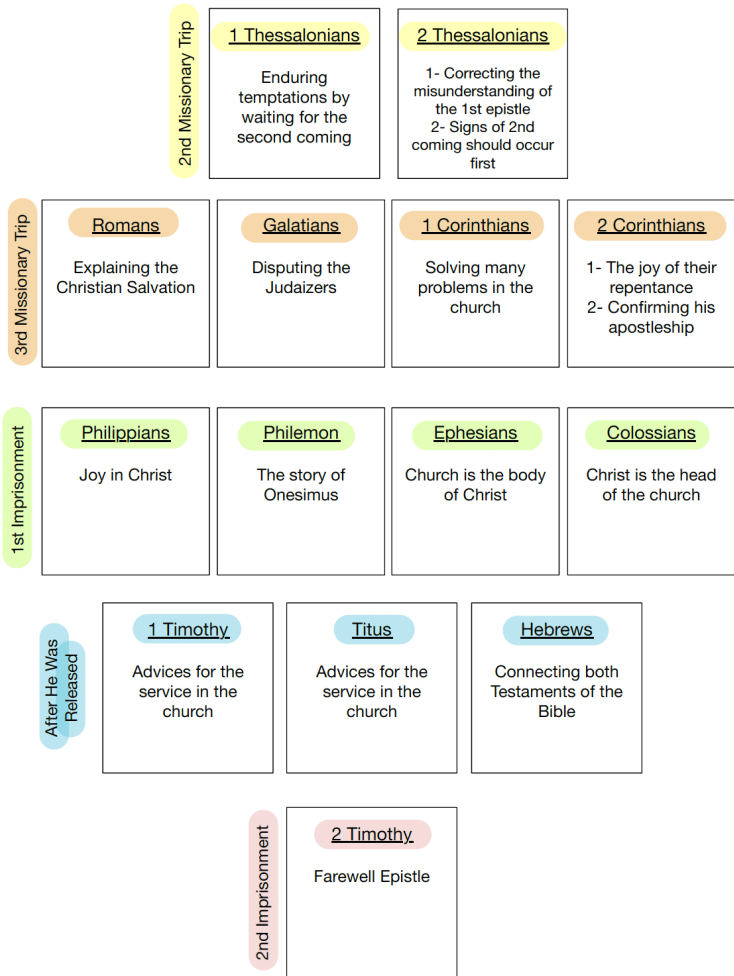 2nd Missionary Trip
1 Thessalonians
Enduring
temptations by
waiting for the
second coming
2 Thessalonians
1- Correcting the
misunderstanding of
the 1st epistle
2- Signs of 2nd
coming should occur
first
3rd Missionary Trip
Romans
Explaining the
Christian Salvation
Galatians
Disputing the
Judaizers
1 Corinthians
Solving many
problems in the
church
2 Corinthians
1- The joy of their
repentance
2- Confirming his
apostleship
1st Imprisonment
Philippians
Joy in Christ
Philemon
The story of
Onesimus
Ephesians
Church is the body
of Christ
Colossians
Christ is the head
of the church
After He Was
Released
1 Timothy
Advices for the
service in the
church
Titus
Advices for the
service in the
church
Hebrews
Connecting both
Testaments of the
Bible
2nd Imprisonment
2 Timothy
Farewell Epistle